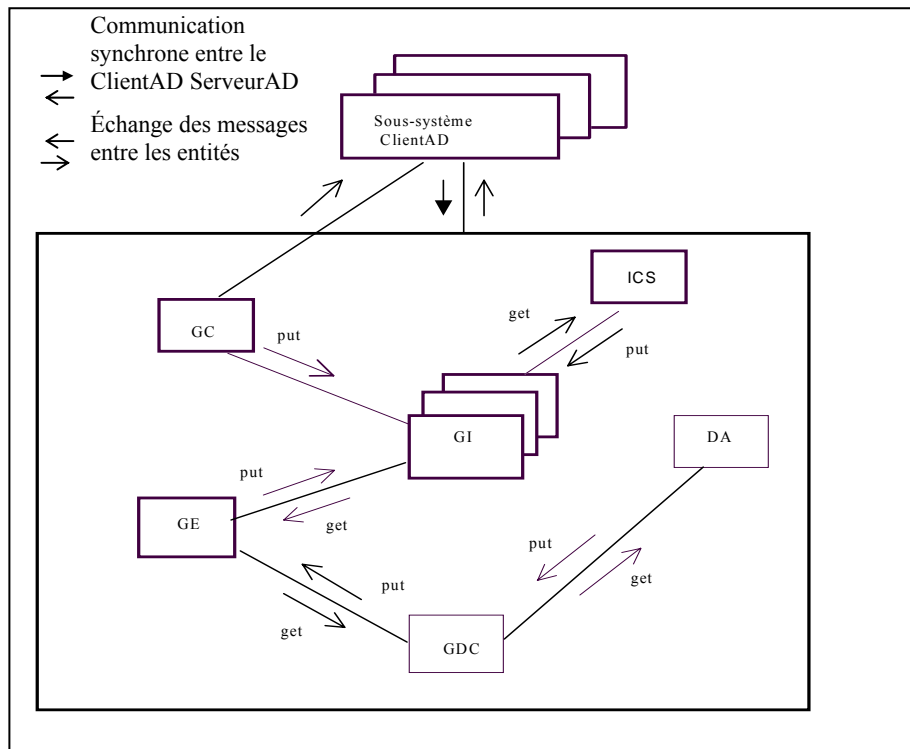 Communication
synchrone entre le
ClientAD ServeurAD
Échange des messages
entre les entités
Sous-système
ClientAD
ICS
GC
put
get
put
GI
DA
put
GE
get
put
put
get
get
GDC